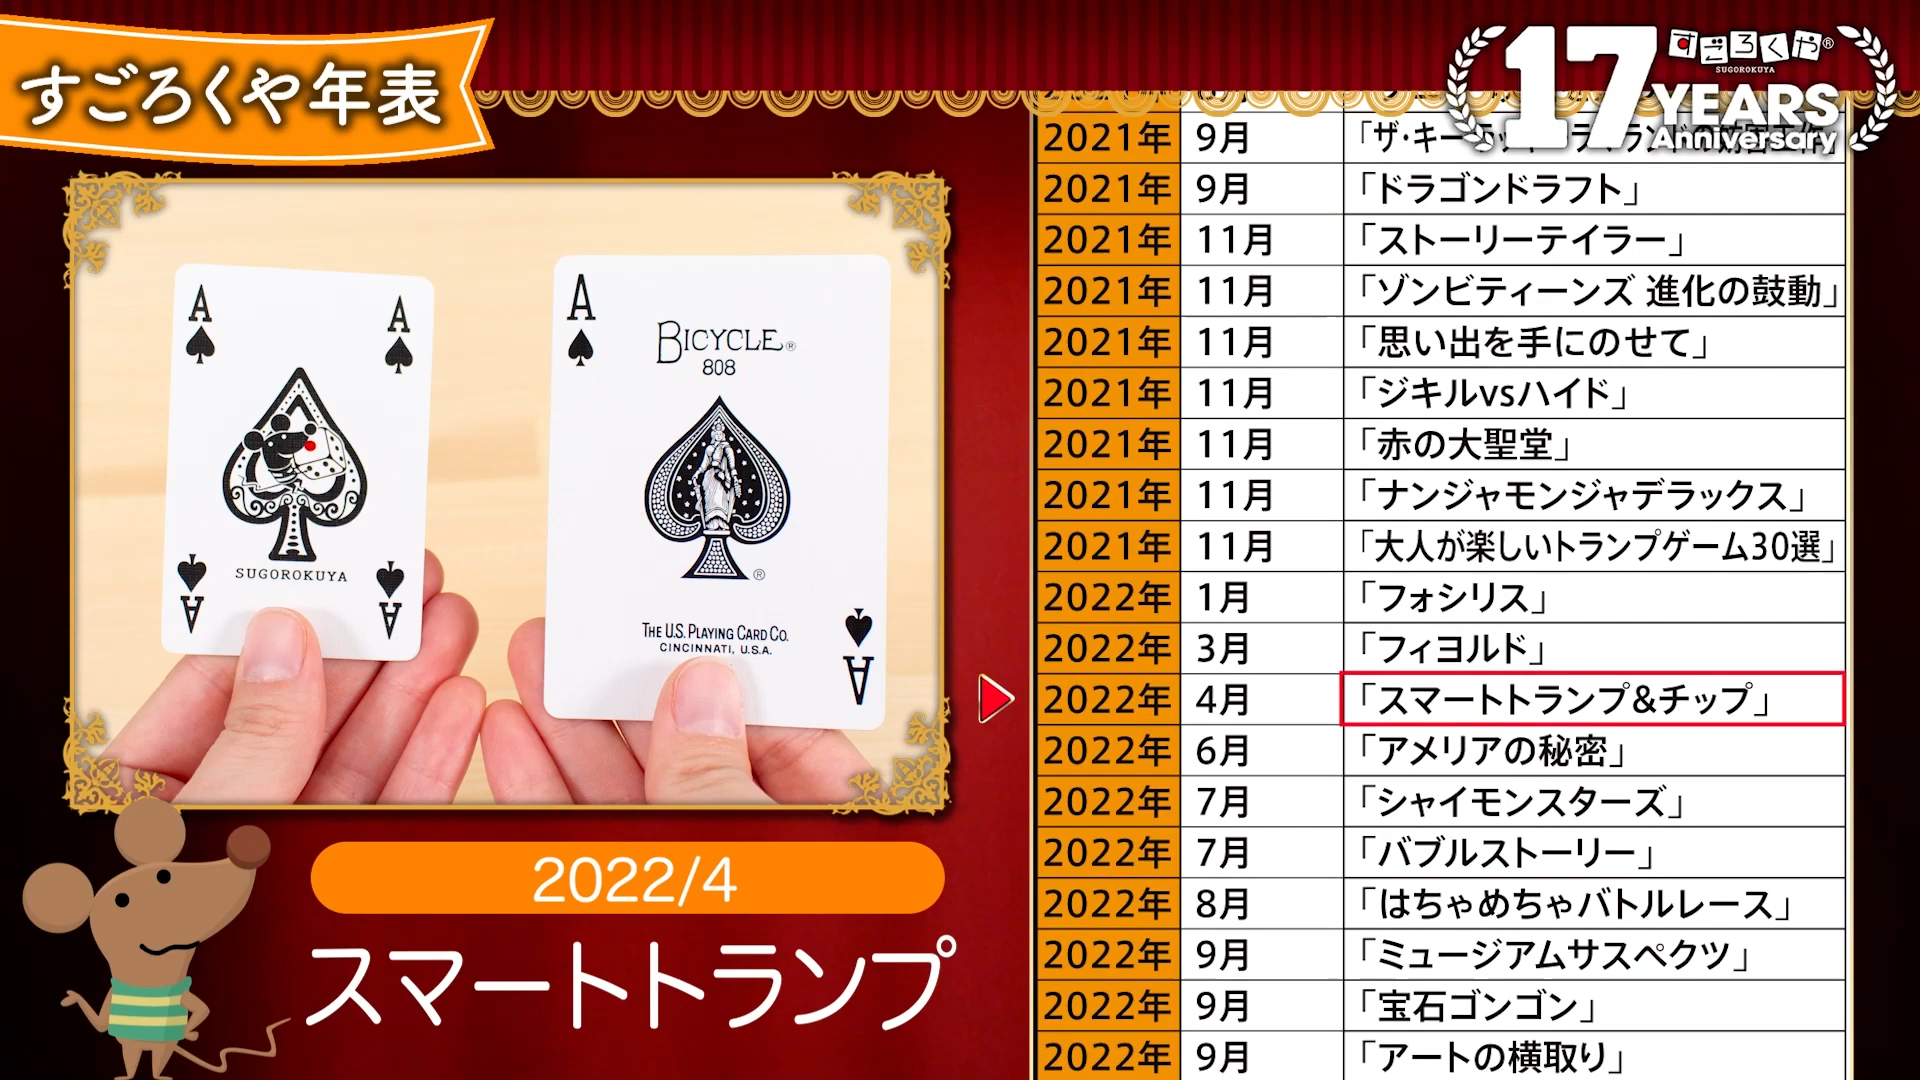 すごろくや年表
すごろくや®
SUGOROKUYA
17 YEARS
Anniversary
A
A
SUGOROKUYA
A
A
A
BICYCLE®
808
®
THE U.S. PLAYING CARD CO.
CINCINNATI, U.S.A.
A
2022/4
スマートトランプ
2021年 9月
2021年 9月 「ドラゴンドラフト」
2021年 11月 「ストーリーテイラー」
2021年 11月 「ゾンビティーンズ 進化の鼓動」
2021年 11月 「思い出を手にのせて」
2021年 11月 「ジキルvsハイド」
2021年 11月 「赤の大聖堂」
2021年 11月 「ナンジャモンジャデラックス」
2021年 11月 「大人が楽しいトランプゲーム30選」
2022年 1月 「フォシリス」
2022年 3月 「フィヨルド」
2022年 4月 「スマートトランプ&チップ」
2022年 6月 「アメリアの秘密」
2022年 7月 「シャイモンスターズ」
2022年 7月 「バブルストーリー」
2022年 8月 「はちゃめちゃバトルレース」
2022年 9月 「ミュージアムサスペクツ」
2022年 9月 「宝石ゴンゴン」
2022年 9月 「アートの横取り」